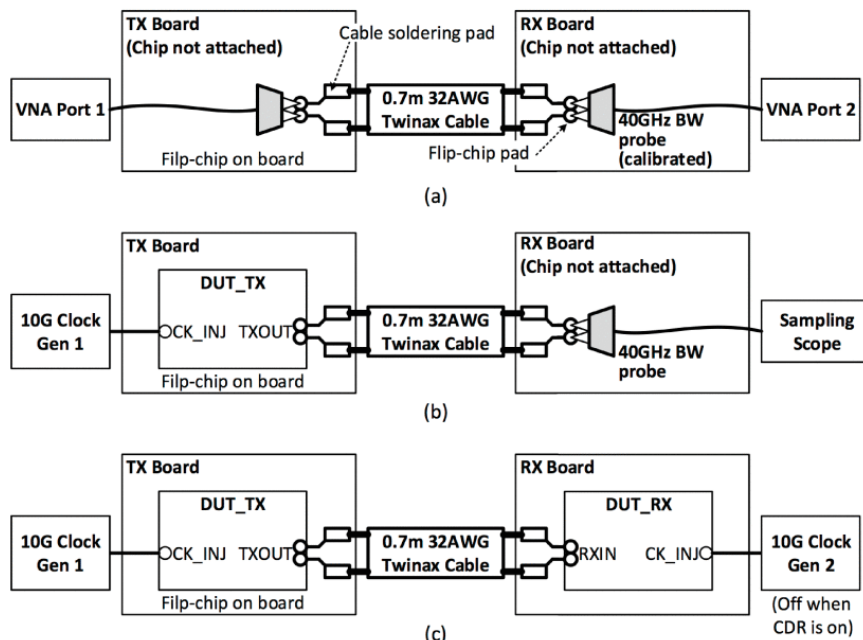 TX Board
(Chip not attached)
Cable soldering pad
RX Board
(Chip not attached)
VNA Port 1
0.7m 32AWG
Twinax Cable
VNA Port 2
40GHz BW
probe
(calibrated)
Filp-chip on board
Flip-chip pad
(a)
TX Board
RX Board
(Chip not attached)
DUT_TX
10G Clock
Gen 1
CK_INJ TXOUT
0.7m 32AWG
Twinax Cable
Sampling
Scope
40GHz BW
probe
Filp-chip on board
(b)
TX Board
RX Board
DUT_TX
DUT_RX
10G Clock
Gen 1
CK_INJ TXOUT
0.7m 32AWG
Twinax Cable
RXIN CK_INJ
10G Clock
Gen 2
Filp-chip on board
(Off when
CDR is on)
(c)